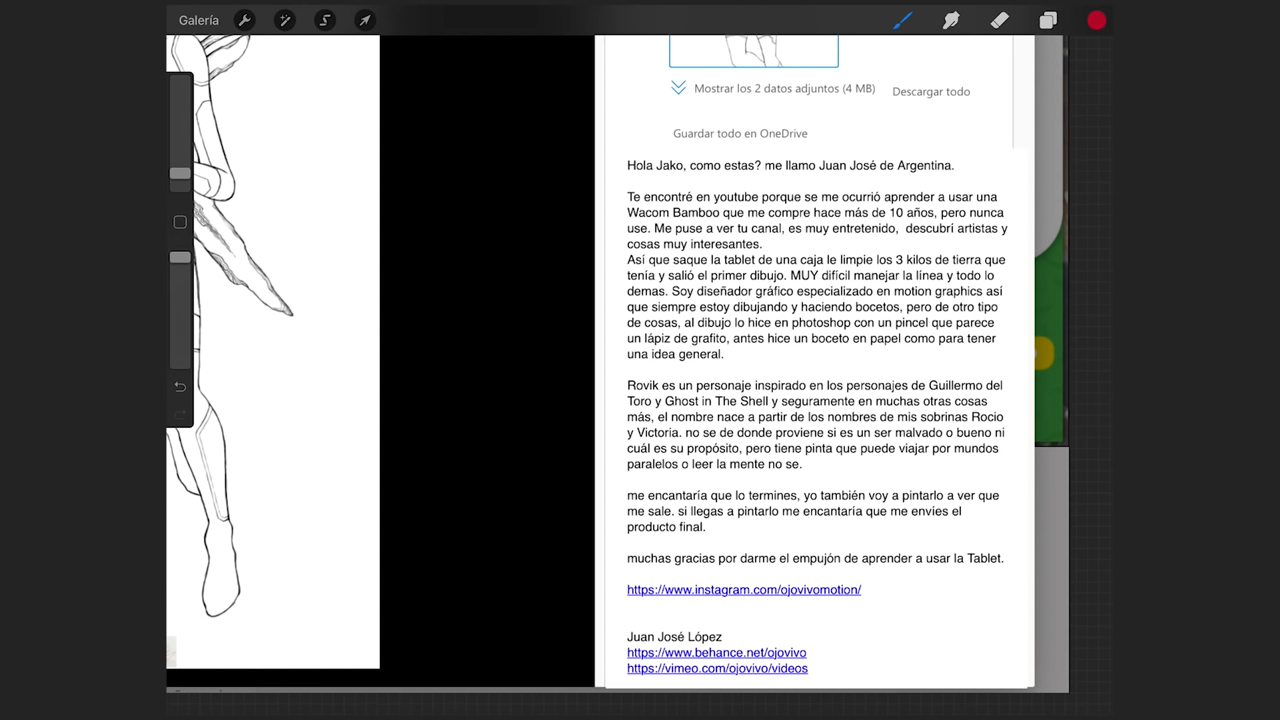 Galería
Mostrar los 2 datos adjuntos (4 MB)
Descargar todo
Guardar todo en OneDrive
Hola Jako, como estas? me llamo Juan José de Argentina.
Te encontré en youtube porque se me ocurrió aprender a usar una
Wacom Bamboo que me compre hace más de 10 años, pero nunca
use. Me puse a ver tu canal, es muy entretenido,  descubrí artistas y
cosas muy interesantes.
Así que saque la tablet de una caja le limpie los 3 kilos de tierra que
tenía y salió el primer dibujo. MUY difícil manejar la línea y todo lo
demas. Soy diseñador gráfico especializado en motion graphics así
que siempre estoy dibujando y haciendo bocetos, pero de otro tipo
de cosas, al dibujo lo hice en photoshop con un pincel que parece
un lápiz de grafito, antes hice un boceto en papel como para tener
una idea general.
Rovik es un personaje inspirado en los personajes de Guillermo del
Toro y Ghost in The Shell y seguramente en muchas otras cosas
más, el nombre nace a partir de los nombres de mis sobrinas Rocio
y Victoria. no se de donde proviene si es un ser malvado o bueno ni
cuál es su propósito, pero tiene pinta que puede viajar por mundos
paralelos o leer la mente no se.
me encantaría que lo termines, yo también voy a pintarlo a ver que
me sale. si llegas a pintarlo me encantaría que me envíes el
producto final.
muchas gracias por darme el empujón de aprender a usar la Tablet.
https://www.instagram.com/ojovivomotion/
Juan José López
https://www.behance.net/ojovivo
https://vimeo.com/ojovivo/videos